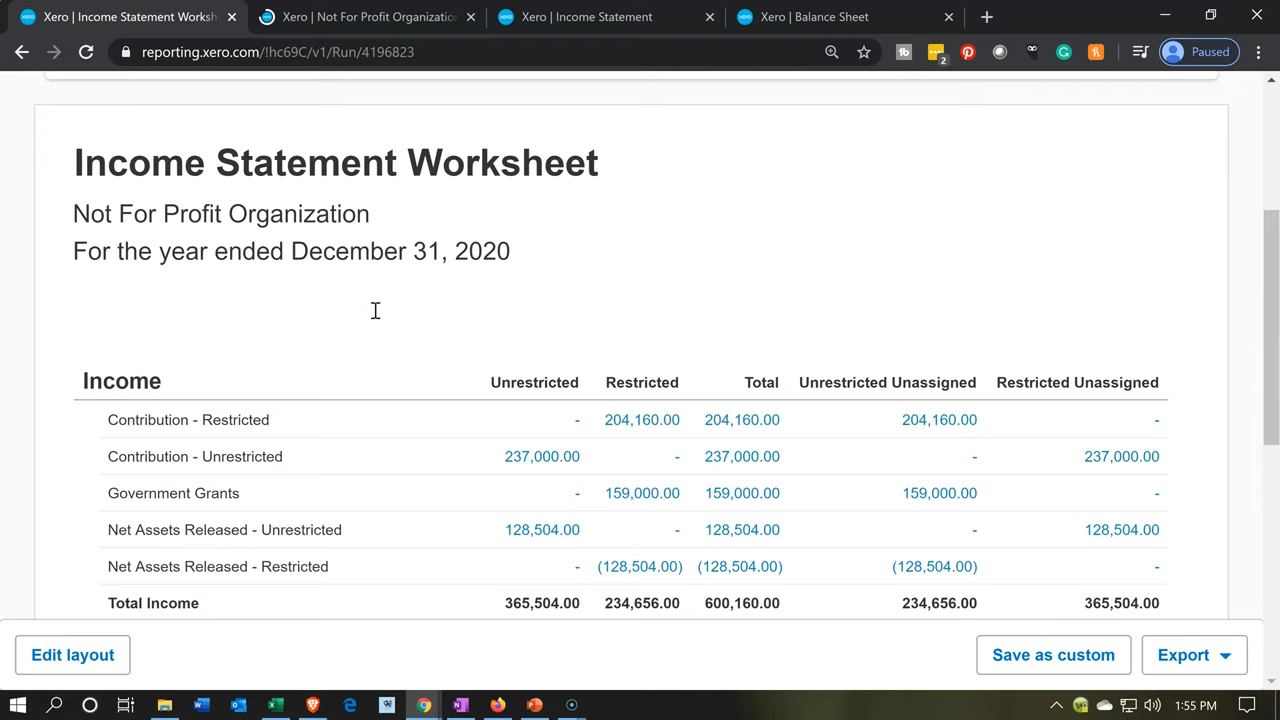 Xero | Income Statement Worksh
Xero | Not For Profit Organizatio
Xero | Income Statement
Xero | Balance Sheet
reporting.xero.com/!hc69C/v1/Run/4196823
2
Paused
Income Statement Worksheet
Not For Profit Organization
For the year ended December 31, 2020
Income Unrestricted Restricted Total Unrestricted Unassigned Restricted Unassigned
Contribution - Restricted - 204,160.00 204,160.00 204,160.00 -
Contribution - Unrestricted 237,000.00 - 237,000.00 - 237,000.00
Government Grants - 159,000.00 159,000.00 159,000.00 -
Net Assets Released - Unrestricted 128,504.00 - 128,504.00 - 128,504.00
Net Assets Released - Restricted - (128,504.00) (128,504.00) (128,504.00) -
Total Income 365,504.00 234,656.00 600,160.00 234,656.00 365,504.00
Edit layout
Save as custom
Export
1:55 PM